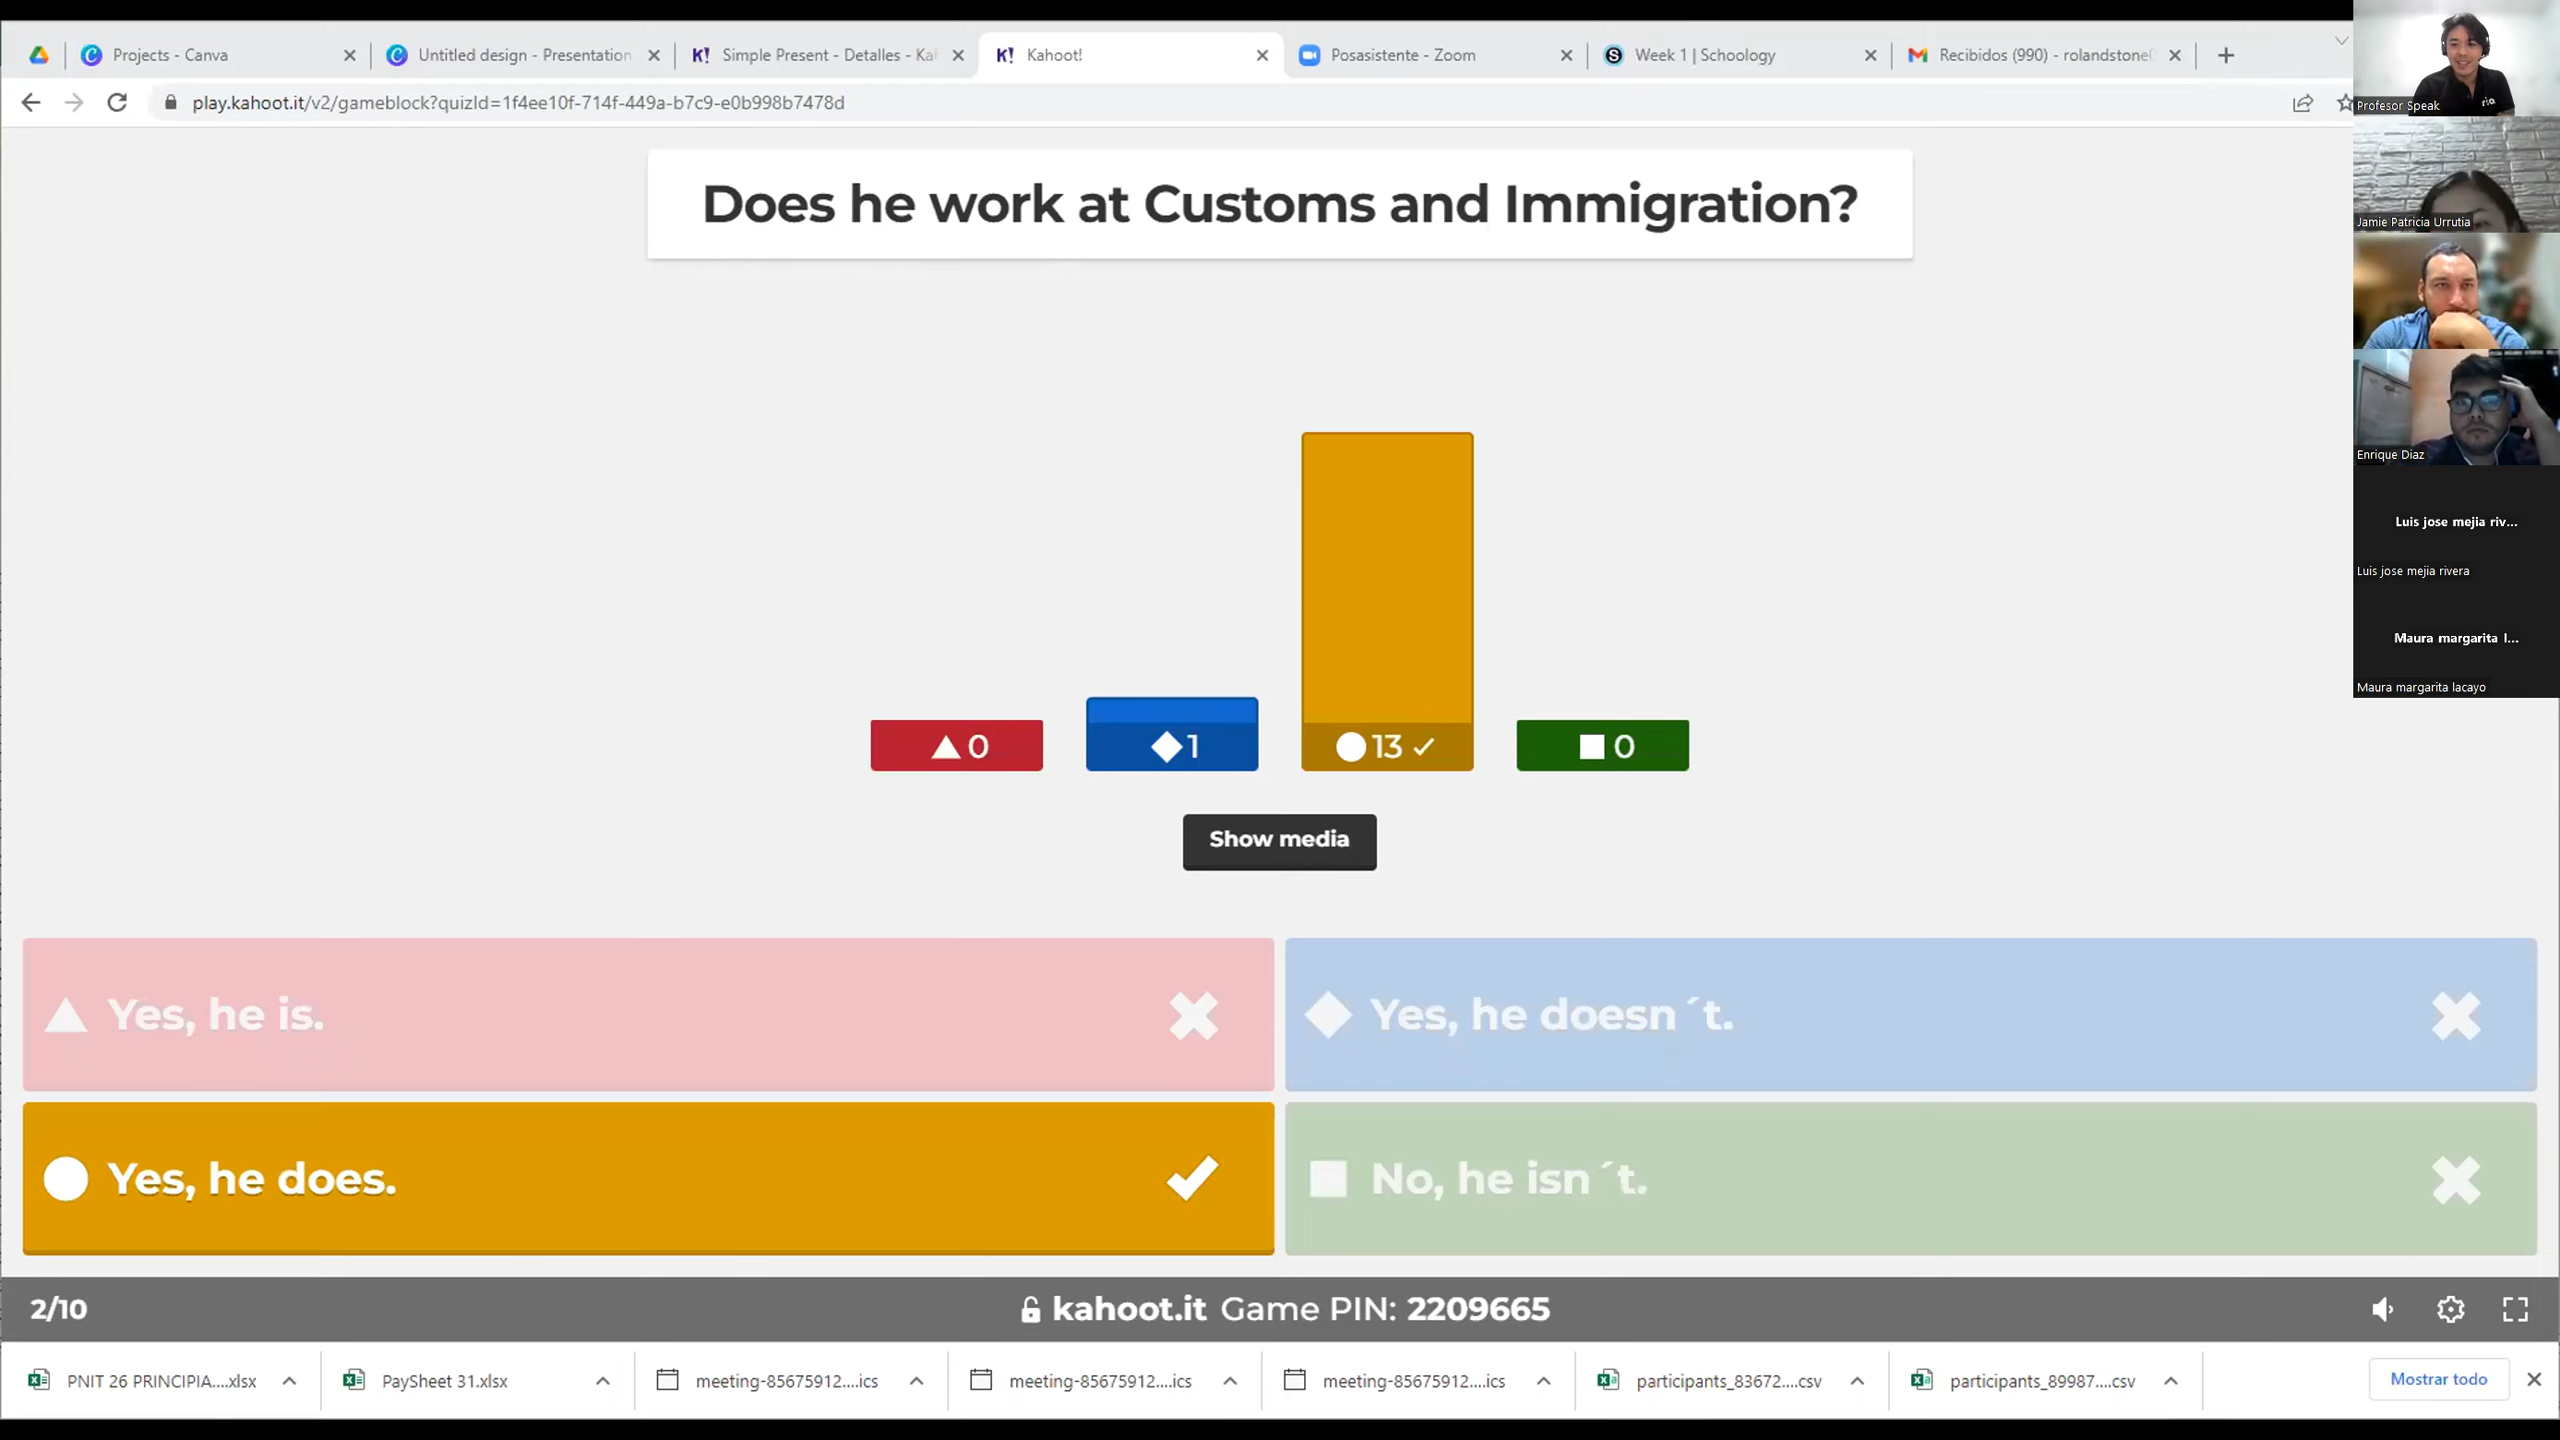 Projects - Canva
Untitled design - Presentation
K! Simple Present - Detalles - Kah
K! Kahoot!
Posasistente - Zoom
S Week 1 | Schoology
Recibidos (990) - rolandstone0
play.kahoot.it/v2/gameblock?quizId=1f4ee10f-714f-449a-b7c9-e0b998b7478d
ria
Profesor Speak
Jamie Patricia Urrutia
Enrique Diaz
Luis jose mejia riv...
Luis jose mejia rivera
Maura margarita l...
Maura margarita lacayo
Does he work at Customs and Immigration?
0
1
13
0
Show media
Yes, he is.
Yes, he doesn´t.
Yes, he does.
No, he isn´t.
2/10
kahoot.it Game PIN: 2209665
PNIT 26 PRINCIPIA....xlsx
PaySheet 31.xlsx
meeting-85675912....ics
meeting-85675912....ics
meeting-85675912....ics
participants_83672....csv
participants_89987....csv
Mostrar todo